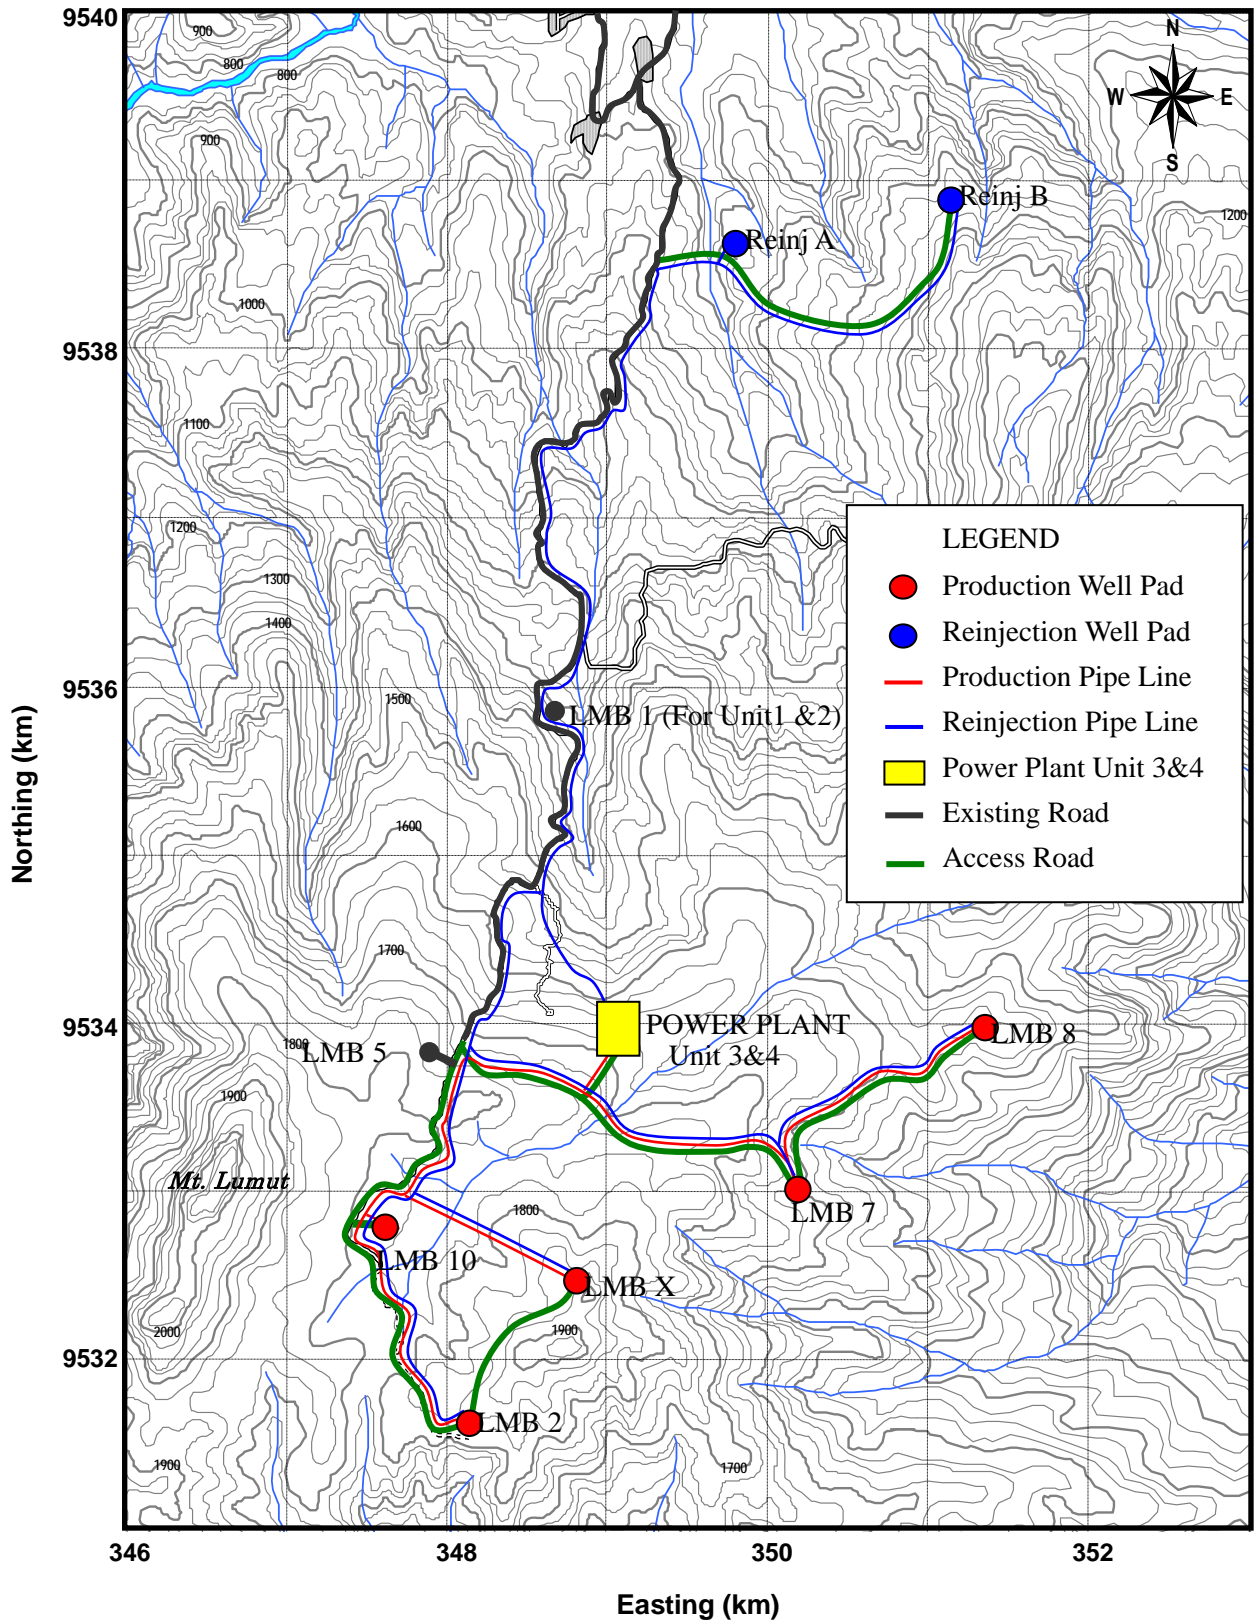 9540
900
800
800
N
W
E
S
900
Reinj B
1200
Reinj A
1000
9538
1100
1200
LEGEND
Production Well Pad
1300
Reinjection Well Pad
1400
Production Pipe Line
9536
1500
LMB 1 (For Unit1 &2)
Reinjection Pipe Line
Power Plant Unit 3&4
Existing Road
1600
Access Road
Northing (km)
1700
9534
POWER PLANT
Unit 3&4
LMB 8
1800
LMB 5
1900
Mt. Lumut
1800
LMB 7
LMB 10
LMB X
2000
1900
9532
LMB 2
1900
1700
346
348
350
352
Easting (km)